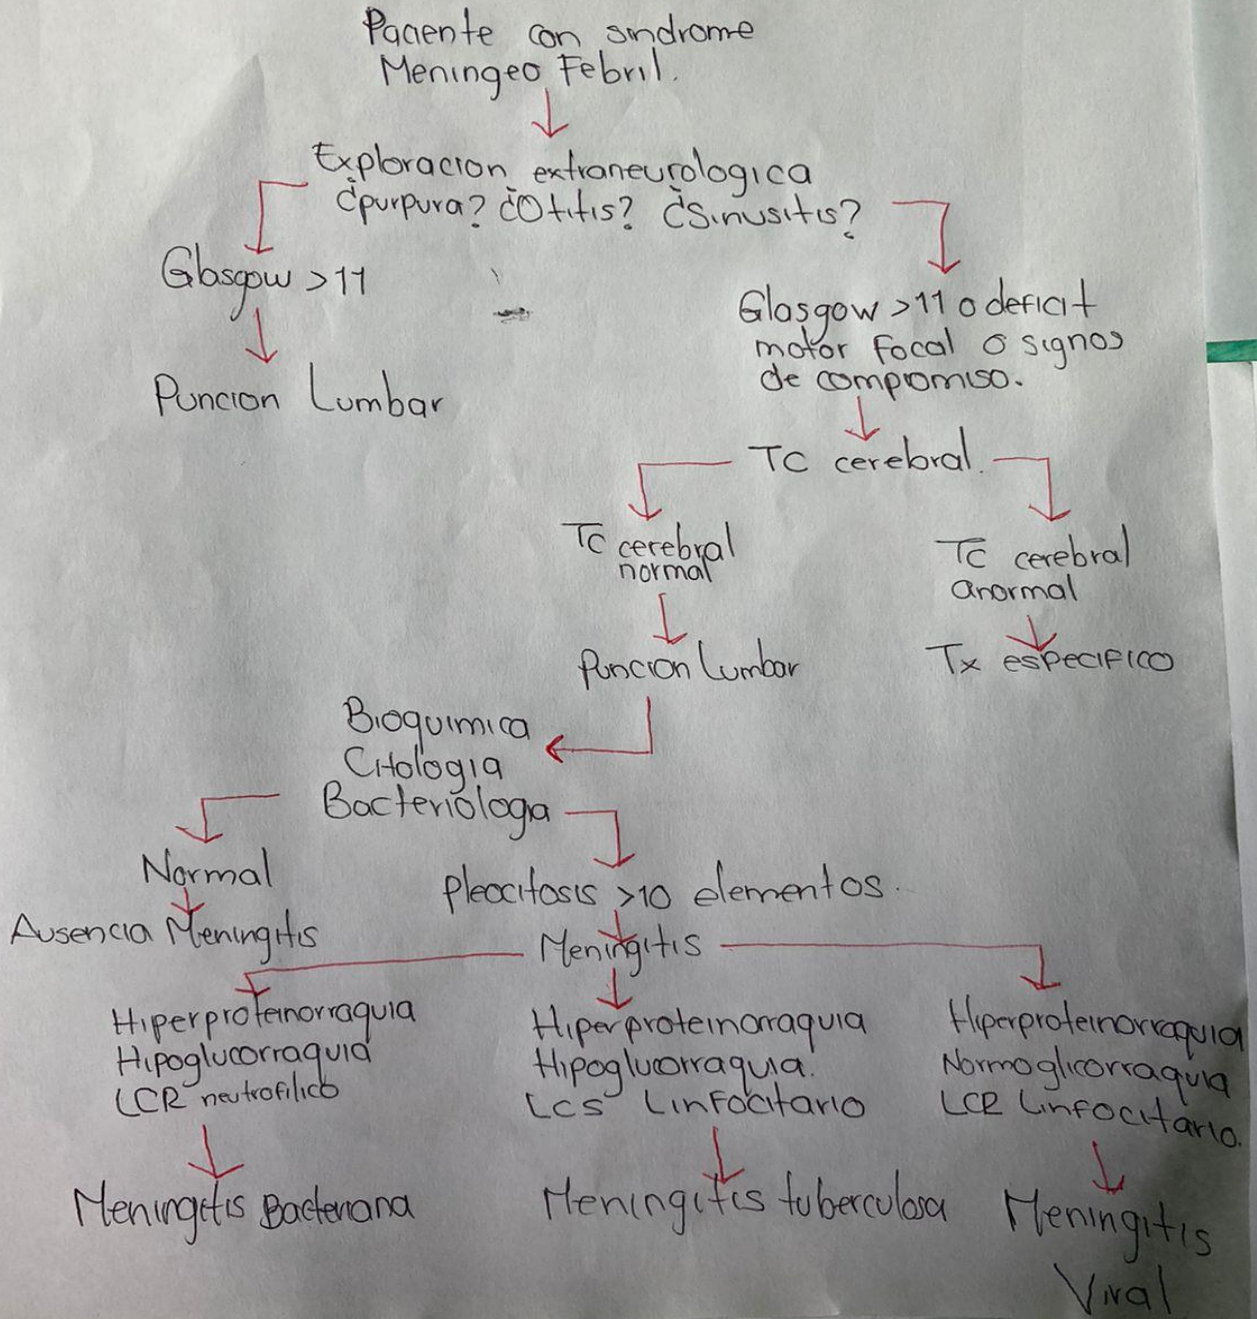 Paciente con sindrome
Meningeo Febril.
Exploracion extraneurologica
¿purpura? ¿Otitis? ¿Sinusitis?
Glasgow >11
Puncion Lumbar
Glasgow >11 o deficit
motor focal o signos
de compromiso.
TC cerebral.
TC cerebral
normal
Puncion Lumbar
TC cerebral
anormal
Tx especifico
Bioquimica
Citologia
Bacteriologa
Normal
Ausencia Meningitis
pleocitosis >10 elementos.
Meningitis
Hiperproteinorraquia
Hipoglucorraquia
LCR neutrofilico
Meningitis Bacteriana
Hiperproteinorraquia
Hipoglucorraquia.
LCS Linfocitario
Meningitis tuberculosa
Hiperproteinorraquia
Normoglicorraquia
LCR Linfocitario.
Meningitis
Viral